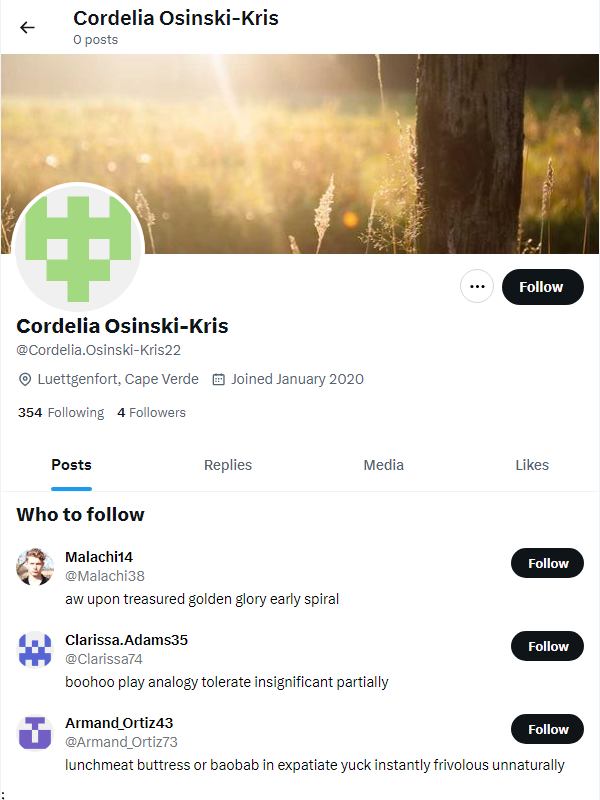 Cordelia Osinski-Kris
0 posts
Follow
Cordelia Osinski-Kris
@Cordelia.Osinski-Kris22
Luettgenfort, Cape Verde Joined January 2020
354 Following 4 Followers
Posts Replies Media Likes
Who to follow
Malachi14
@Malachi38
Follow
aw upon treasured golden glory early spiral
Clarissa.Adams35
@Clarissa74
Follow
boohoo play analogy tolerate insignificant partially
Armand_Ortiz43
@Armand_Ortiz73
Follow
lunchmeat buttress or baobab in expatiate yuck instantly frivolous unnaturally
;